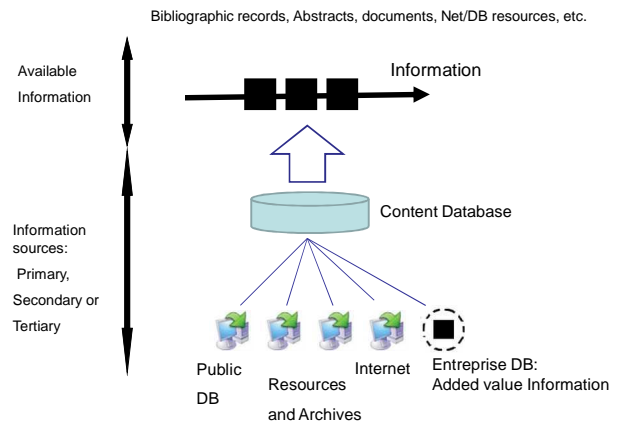 Bibliographic records, Abstracts, documents, Net/DB resources, etc.
Available
Information
Information
Content Database
Information
sources:
Primary,
Secondary or
Tertiary
Public
DB
Resources
and Archives
Internet
Entreprise DB:
Added value Information